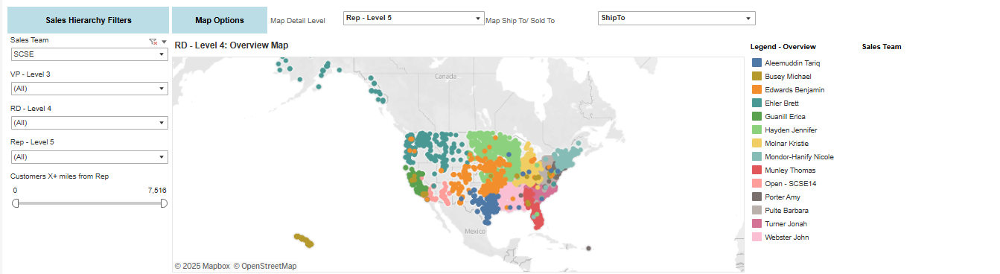 Sales Hierarchy Filters
Map Options
Map Detail Level
Rep - Level 5
Map Ship To/ Sold To
ShipTo
Sales Team
SCSE
VP - Level 3
(All)
RD - Level 4
(All)
Rep - Level 5
(All)
Customers X+ miles from Rep
0 7,516
RD - Level 4: Overview Map
Canada
Mexico
© 2025 Mapbox © OpenStreetMap
Legend - Overview
Aleemuddin Tariq
Busey Michael
Edwards Benjamin
Ehler Brett
Guanill Erica
Hayden Jennifer
Molnar Kristie
Mondor-Hanify Nicole
Munley Thomas
Open - SCSE14
Porter Amy
Pulte Barbara
Turner Jonah
Webster John
Sales Team